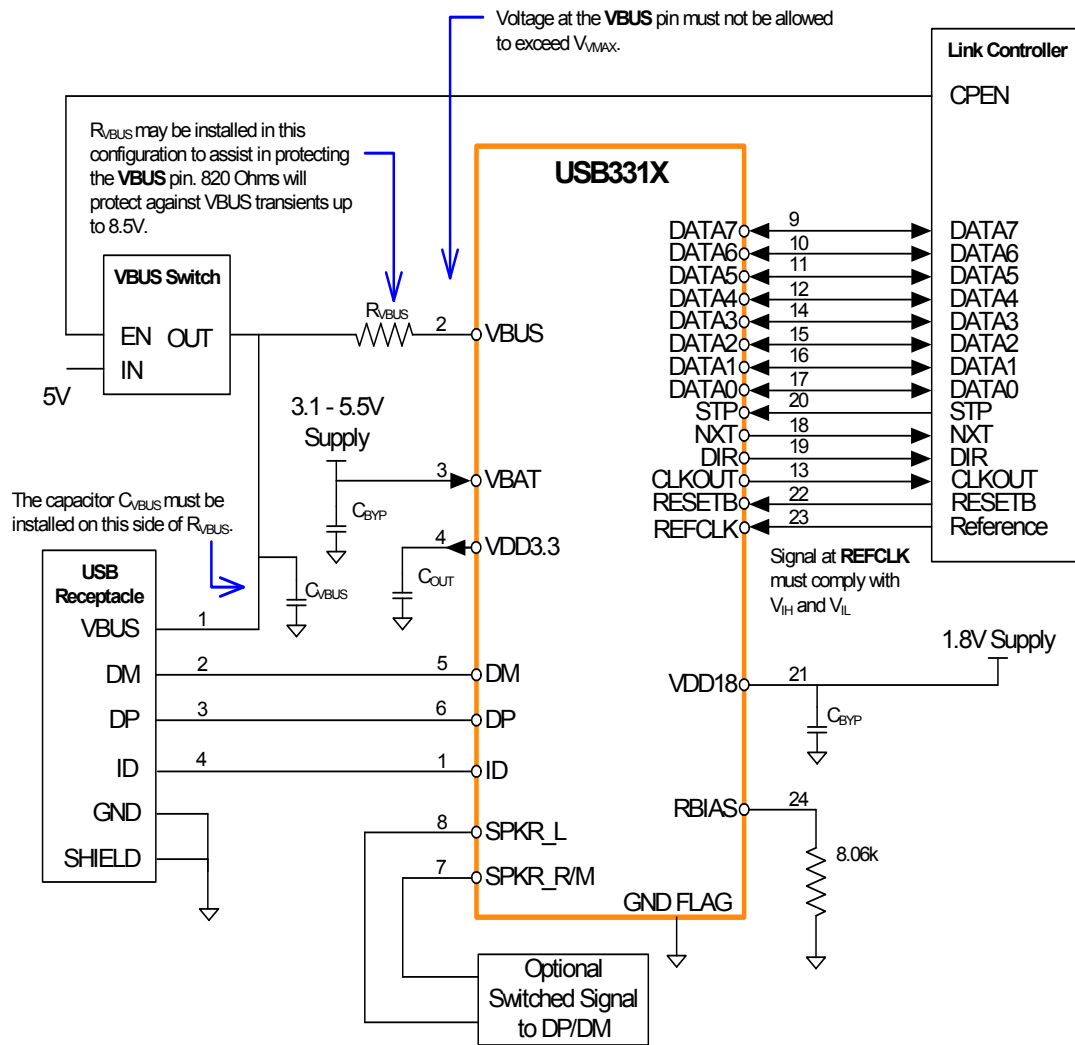 Voltage at the VBUS pin must not be allowed
to exceed VVMAX.
Link Controller
CPEN
RVBUS may be installed in this
configuration to assist in protecting
the VBUS pin. 820 Ohms will
protect against VBUS transients up
to 8.5V.
USB331X
VBUS Switch
EN OUT
IN
5V
RVBUS
2
VBUS
DATA7 9 DATA7
DATA6 10 DATA6
DATA5 11 DATA5
DATA4 12 DATA4
DATA3 14 DATA3
DATA2 15 DATA2
DATA1 16 DATA1
DATA0 17 DATA0
STP 20 STP
NXT 18 NXT
DIR 19 DIR
CLKOUT 13 CLKOUT
RESETB 22 RESETB
REFCLK 23 Reference
3.1 - 5.5V
Supply
3
VBAT
CBYP
4
VDD3.3
COUT
The capacitor CVBUS must be
installed on this side of RVBUS.
CVBUS
Signal at REFCLK
must comply with
VIH and VIL
USB
Receptacle
VBUS 1
DM 2 5 DM
DP 3 6 DP
ID 4 1 ID
GND
SHIELD
8 SPKR_L
7 SPKR_R/M
1.8V Supply
VDD18 21
CBYP
RBIAS 24
8.06k
GND FLAG
Optional
Switched Signal
to DP/DM